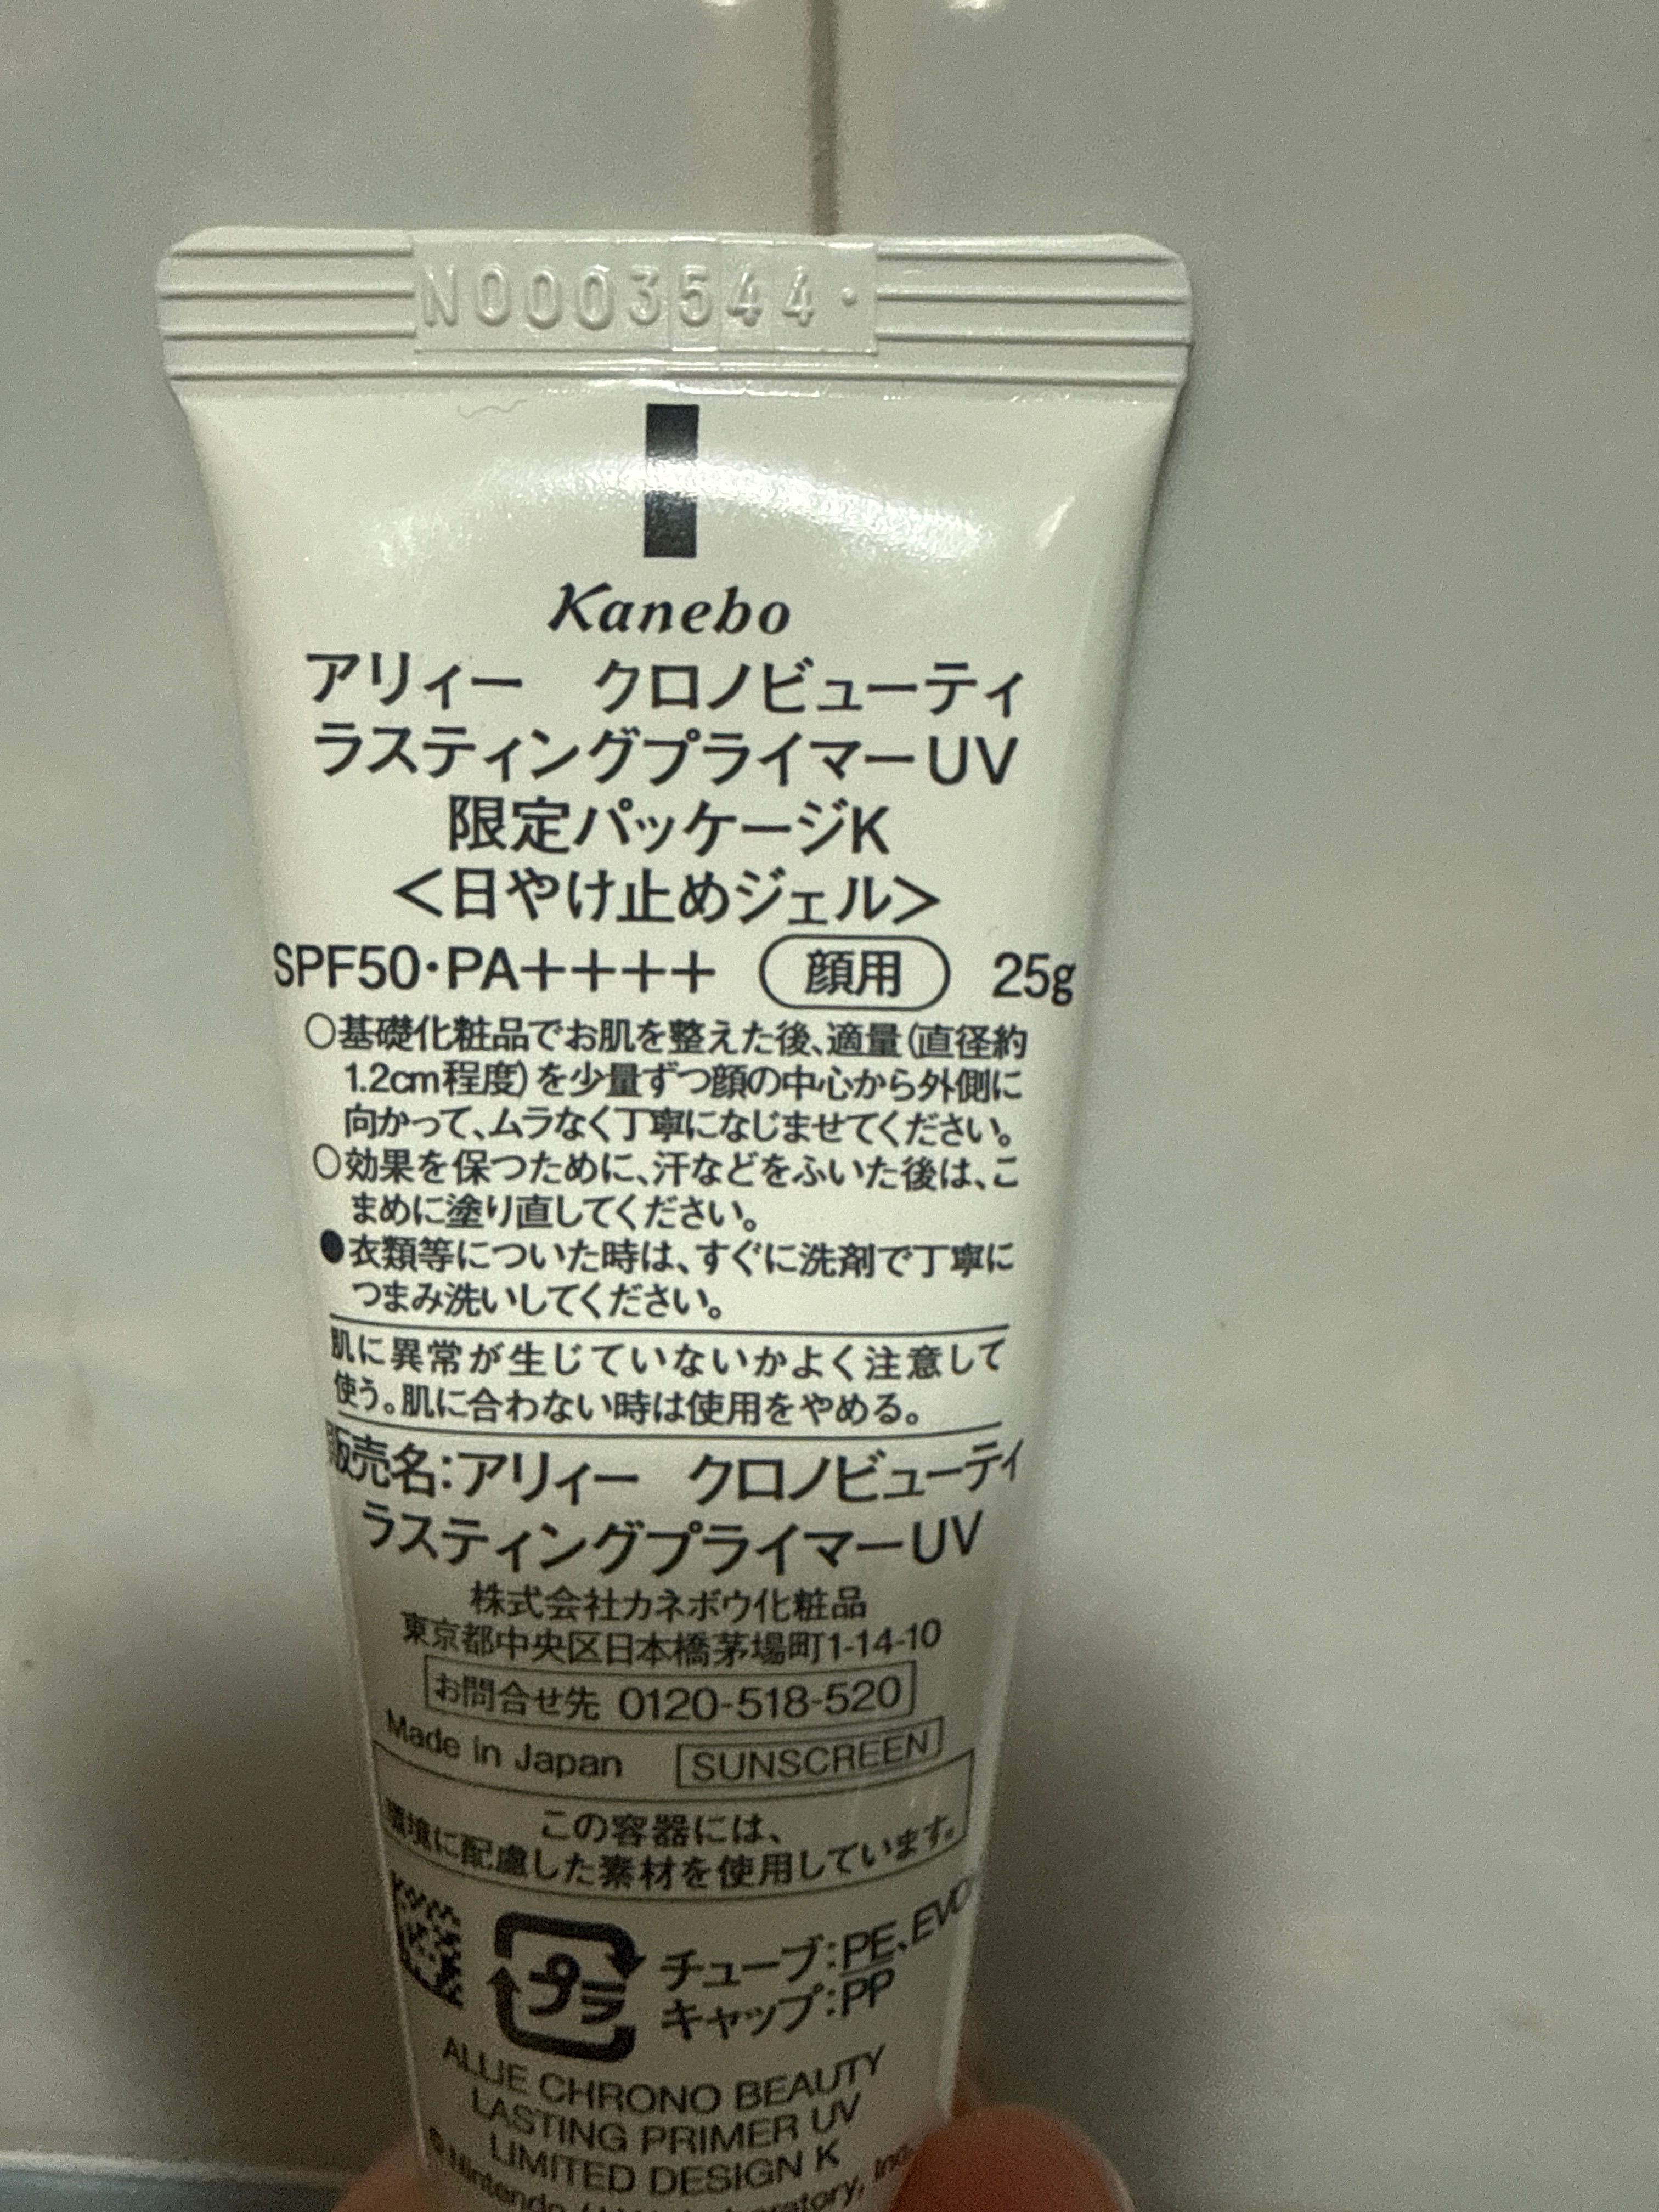 N0003544.
Kanebo
アリィー　クロノビューティ
ラスティングプライマーUV
限定パッケージK
＜日やけ止めジェル＞
SPF50・PA++++ 顔用 25g
○基礎化粧品でお肌を整えた後、適量(直径約
1.2cm程度)を少量ずつ顔の中心から外側に
向かって、ムラなく丁寧になじませてください。
○効果を保つために、汗などをふいた後は、こ
まめに塗り直してください。
●衣類等についた時は、すぐに洗剤で丁寧に
つまみ洗いしてください。
肌に異常が生じていないかよく注意して
使う。肌に合わない時は使用をやめる。
販売名:アリィー　クロノビューティ
ラスティングプライマーUV
株式会社カネボウ化粧品
東京都中央区日本橋茅場町1-14-10
お問合せ先 0120-518-520
Made in Japan SUNSCREEN
この容器には、
環境に配慮した素材を使用しています。
プラ
チューブ:PE、EVOH
キャップ:PP
ALLIE CHRONO BEAUTY
LASTING PRIMER UV
LIMITED DESIGN K
©Nintendo / HAL Laboratory, Inc.